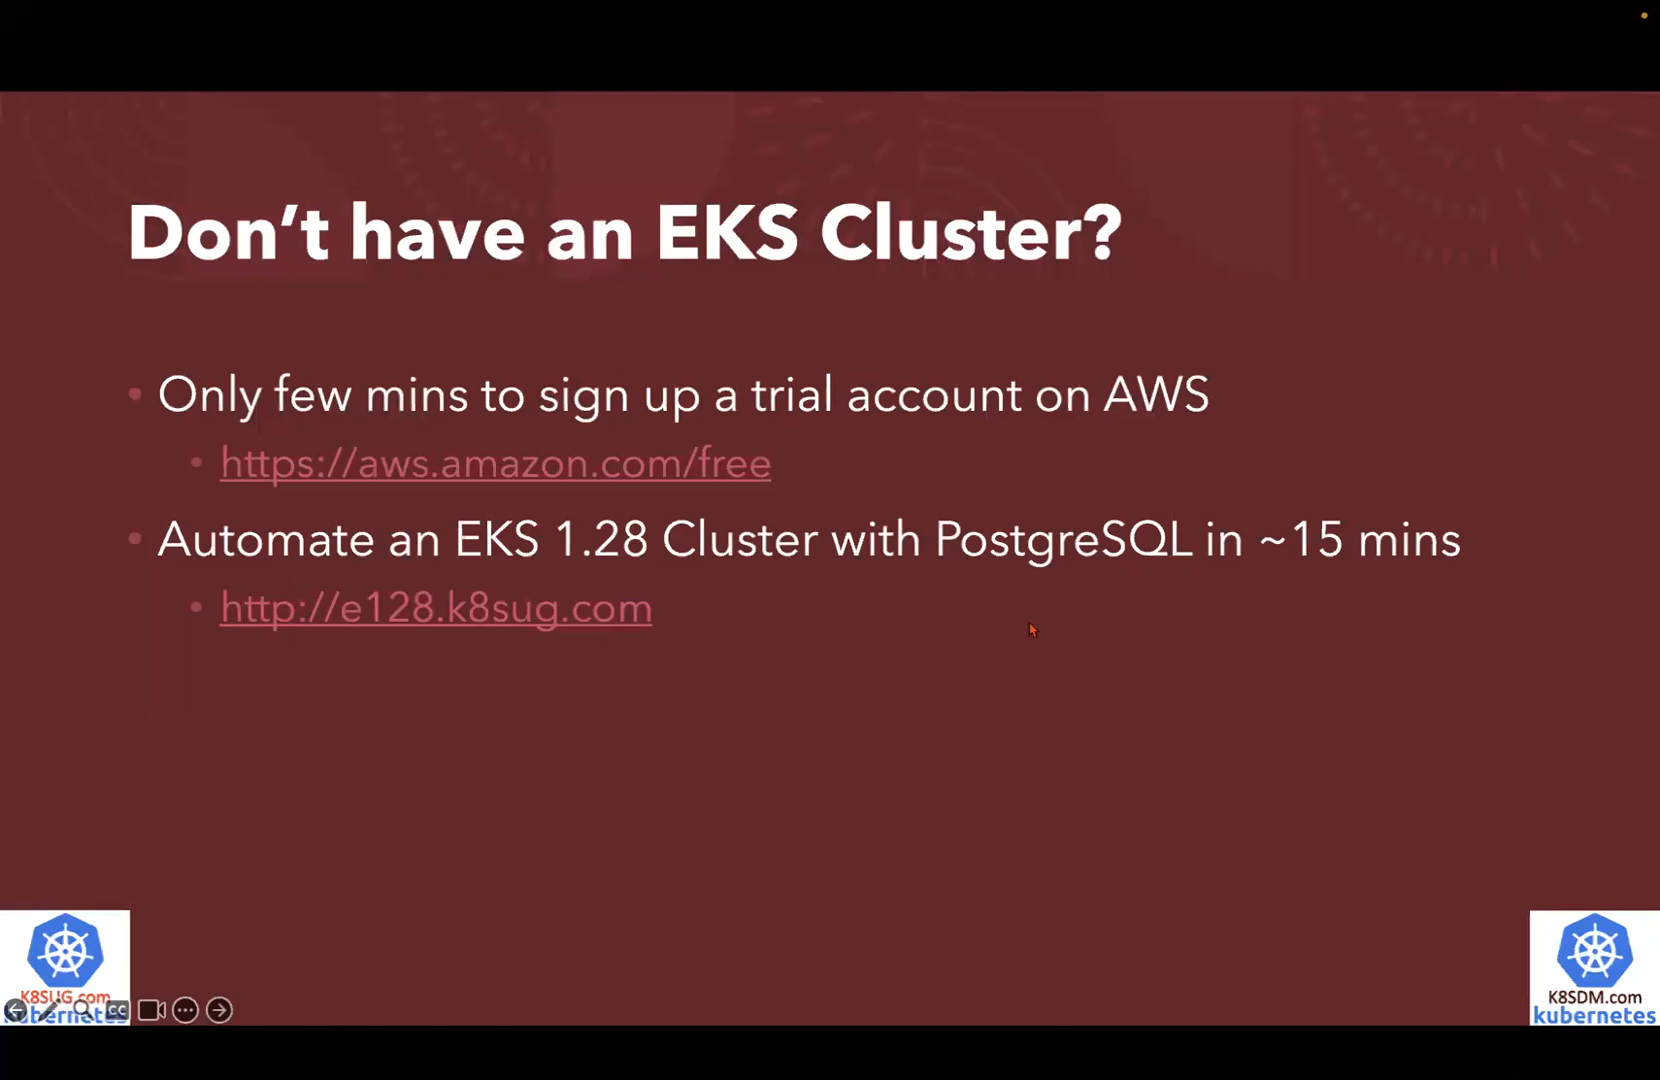 Don’t have an EKS Cluster?
• Only few mins to sign up a trial account on AWS
• https://aws.amazon.com/free
• Automate an EKS 1.28 Cluster with PostgreSQL in ~15 mins
• http://e128.k8sug.com
K8SUG.com
kubernetes
CC
K8SDM.com
kubernetes